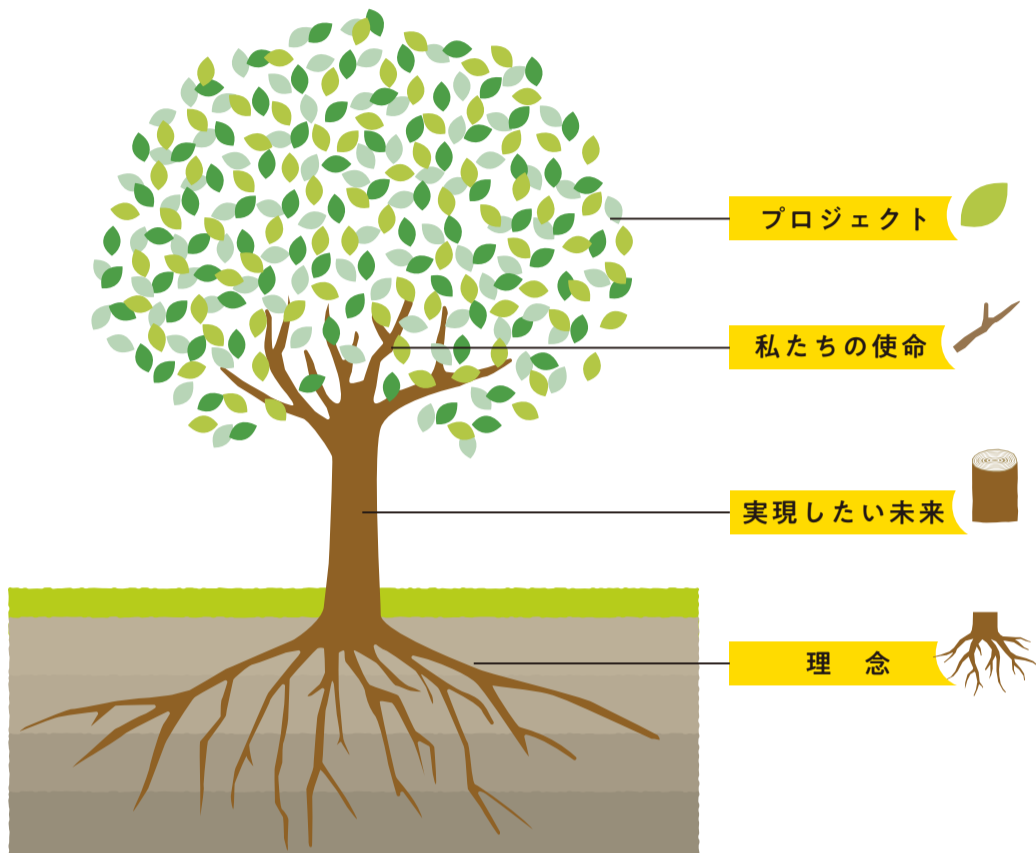 プロジェクト
私たちの使命
実現したい未来
理　念